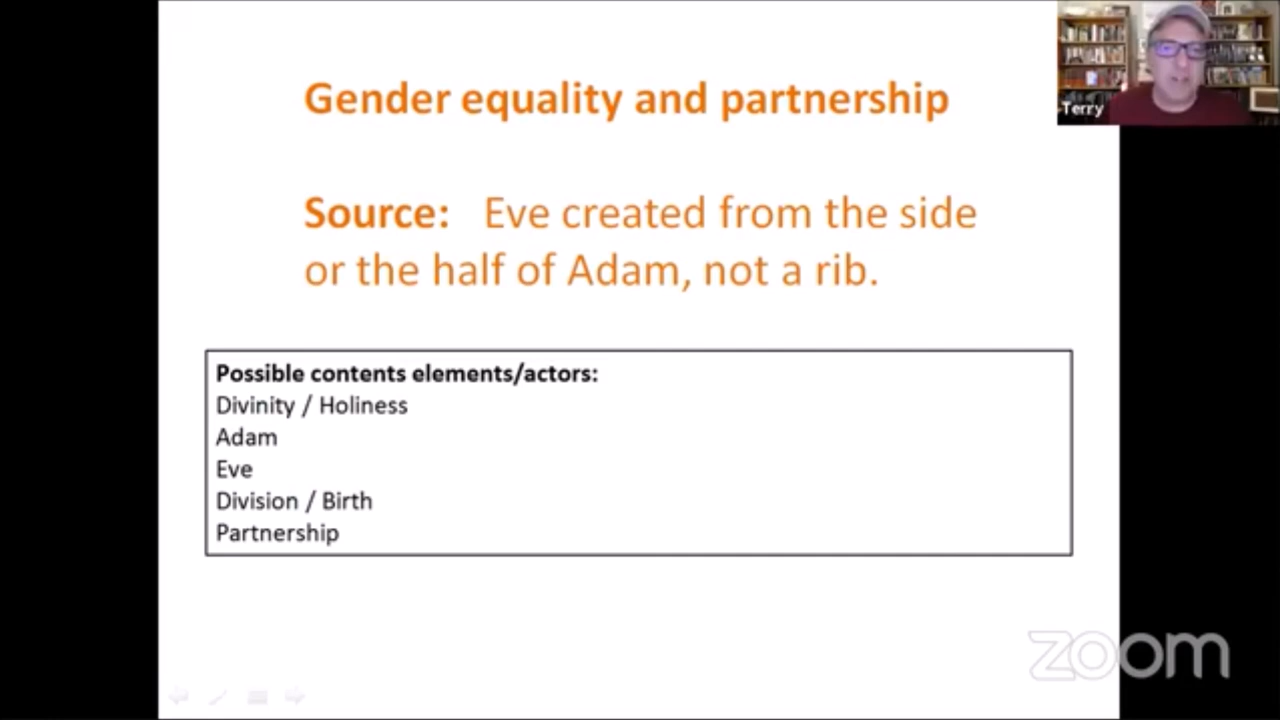 Gender equality and partnership
Terry
Source: Eve created from the side
or the half of Adam, not a rib.
Possible contents elements/actors:
Divinity / Holiness
Adam
Eve
Division / Birth
Partnership
zoom